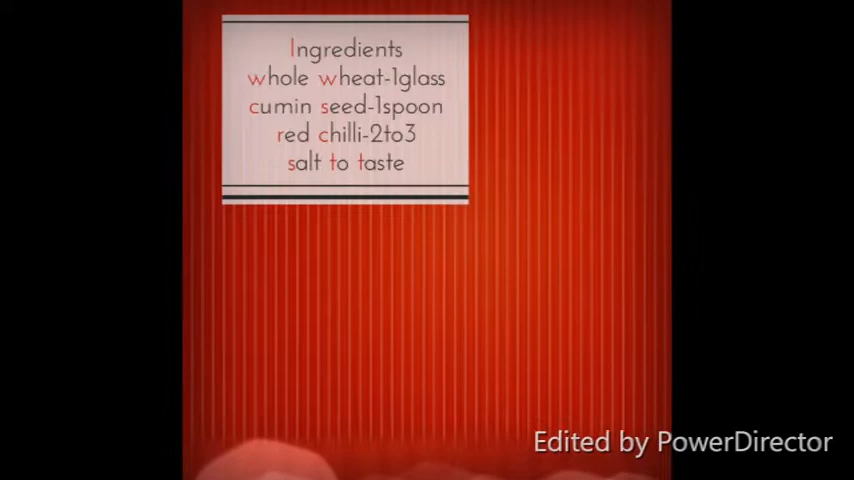 Ingredients
whole wheat-1glass
cumin seed-1spoon
red chilli-2to3
salt to taste
Edited by PowerDirector